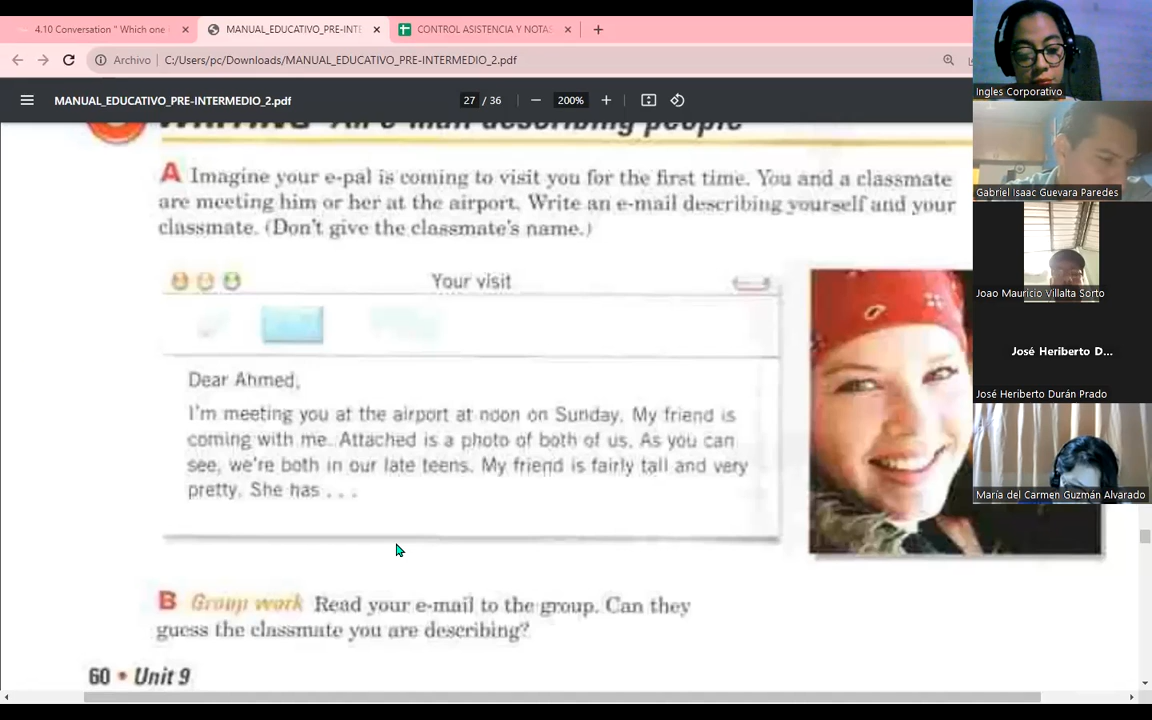 4.10 Conversation " Which one
MANUAL_EDUCATIVO_PRE-INTE
CONTROL ASISTENCIA Y NOTAS
Archivo C:/Users/pc/Downloads/MANUAL_EDUCATIVO_PRE-INTERMEDIO_2.pdf
MANUAL_EDUCATIVO_PRE-INTERMEDIO_2.pdf
27 / 36
200%
WRITING An e-mail describing people
A Imagine your e-pal is coming to visit you for the first time. You and a classmate
are meeting him or her at the airport. Write an e-mail describing yourself and your
classmate. (Don't give the classmate's name.)
Your visit
Dear Ahmed,
I'm meeting you at the airport at noon on Sunday. My friend is
coming with me. Attached is a photo of both of us. As you can
see, we're both in our late teens. My friend is fairly tall and very
pretty. She has . . .
B Group work Read your e-mail to the group. Can they
guess the classmate you are describing?
60 • Unit 9
Ingles Corporativo
Gabriel Isaac Guevara Paredes
Joao Mauricio Villalta Sorto
José Heriberto D...
José Heriberto Durán Prado
María del Carmen Guzmán Alvarado